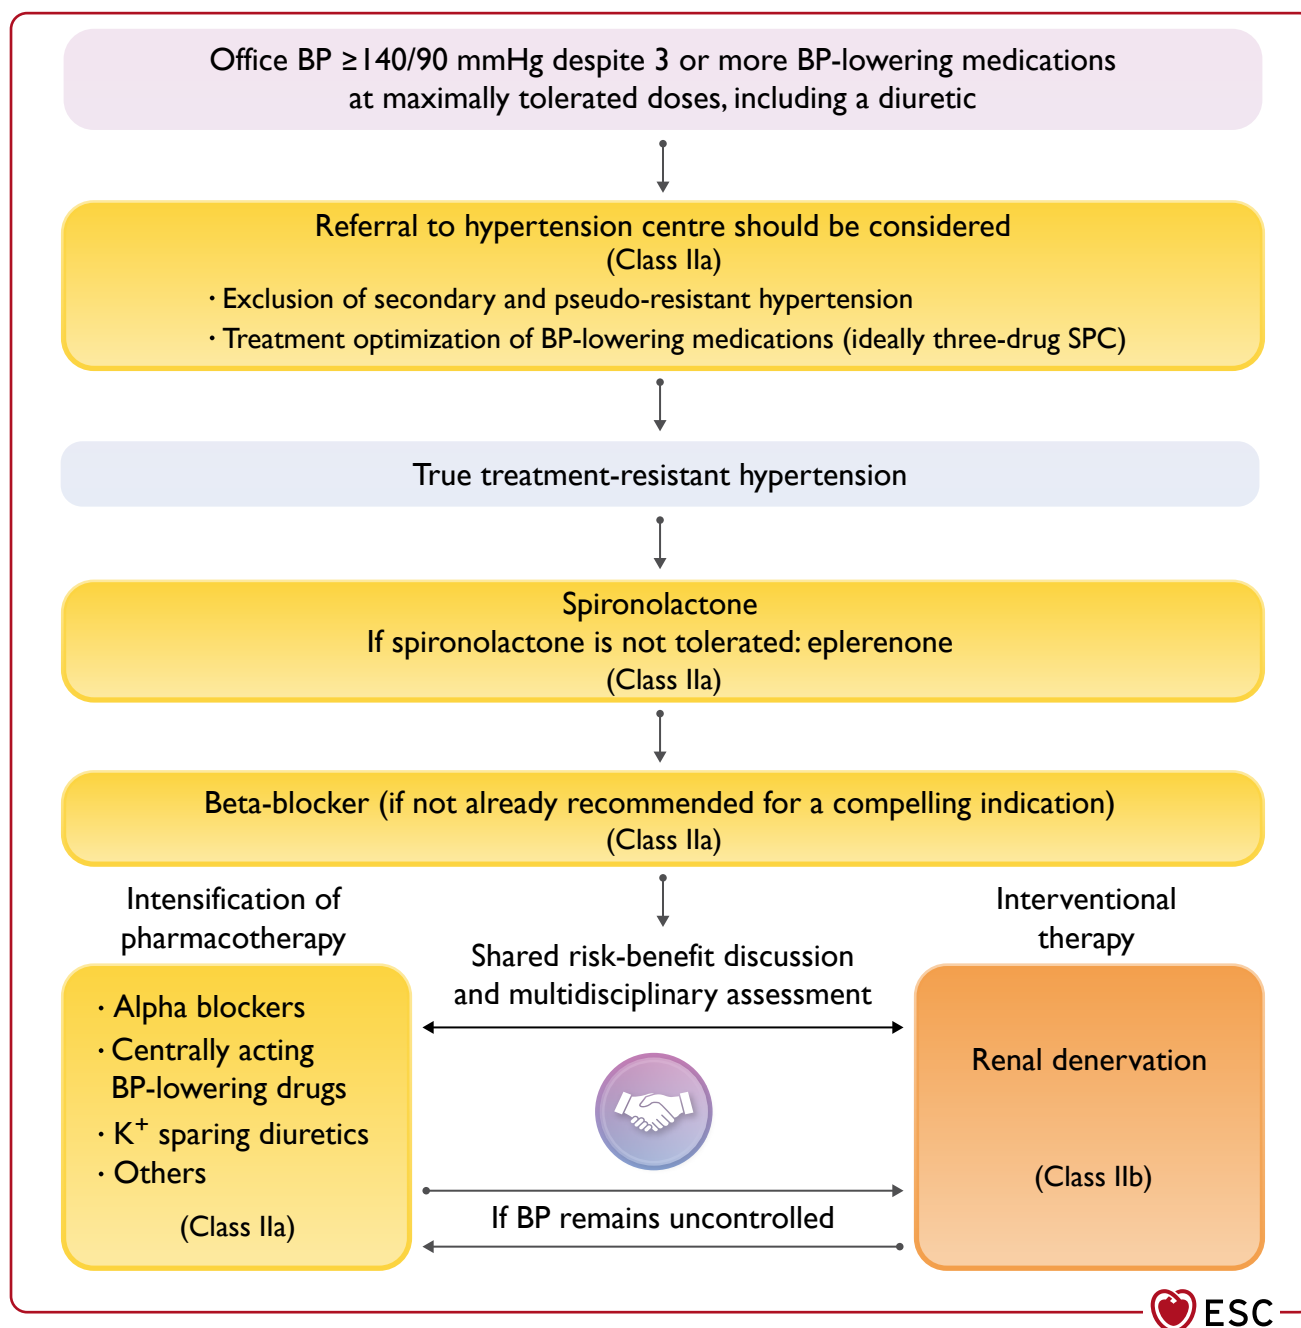 Office BP ≥140/90 mmHg despite 3 or more BP-lowering medications
at maximally tolerated doses, including a diuretic
Referral to hypertension centre should be considered
(Class IIa)
· Exclusion of secondary and pseudo-resistant hypertension
· Treatment optimization of BP-lowering medications (ideally three-drug SPC)
True treatment-resistant hypertension
Spironolactone
If spironolactone is not tolerated: eplerenone
(Class IIa)
Beta-blocker (if not already recommended for a compelling indication)
(Class IIa)
Intensification of
pharmacotherapy
· Alpha blockers
· Centrally acting
BP-lowering drugs
· K⁺ sparing diuretics
· Others
(Class IIa)
Shared risk-benefit discussion
and multidisciplinary assessment
If BP remains uncontrolled
Interventional
therapy
Renal denervation
(Class IIb)
ESC